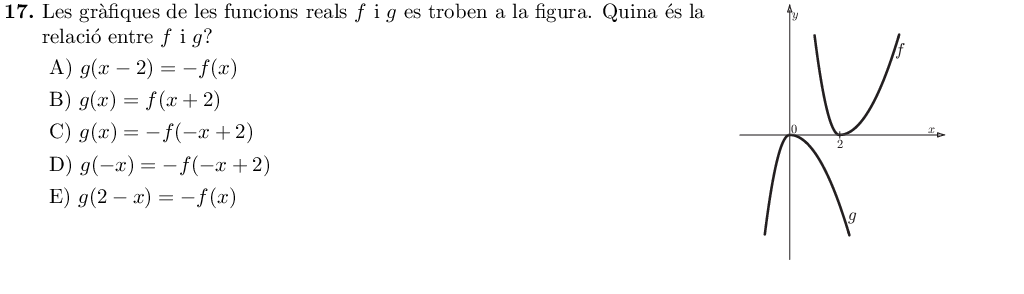 17. Les gràfiques de les funcions reals f i g es troben a la figura. Quina és la
relació entre f i g?
A) g(x − 2) = −f(x)
B) g(x) = f(x + 2)
C) g(x) = −f(−x + 2)
D) g(−x) = −f(−x + 2)
E) g(2 − x) = −f(x)
y
f
0
x
2
g